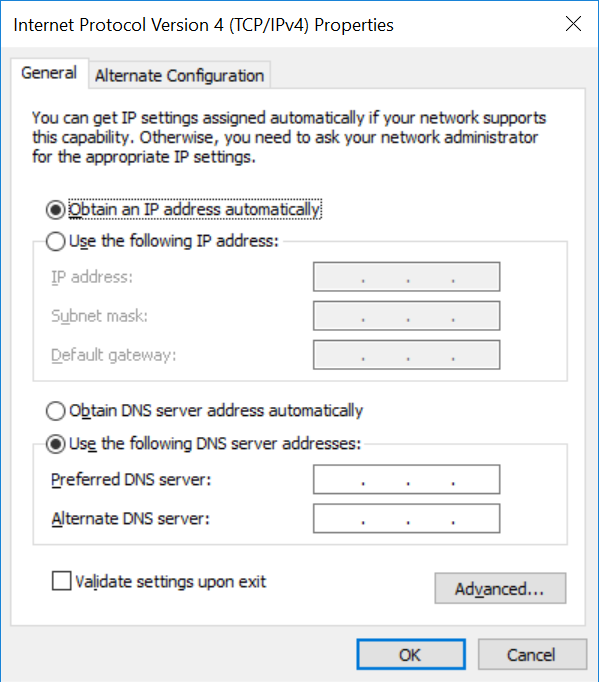 Internet Protocol Version 4 (TCP/IPv4) Properties
General
Alternate Configuration
You can get IP settings assigned automatically if your network supports
this capability. Otherwise, you need to ask your network administrator
for the appropriate IP settings.
Obtain an IP address automatically
Use the following IP address:
IP address:
. . .
Subnet mask:
. . .
Default gateway:
. . .
Obtain DNS server address automatically
Use the following DNS server addresses:
Preferred DNS server:
. . .
Alternate DNS server:
. . .
Validate settings upon exit
Advanced...
OK
Cancel